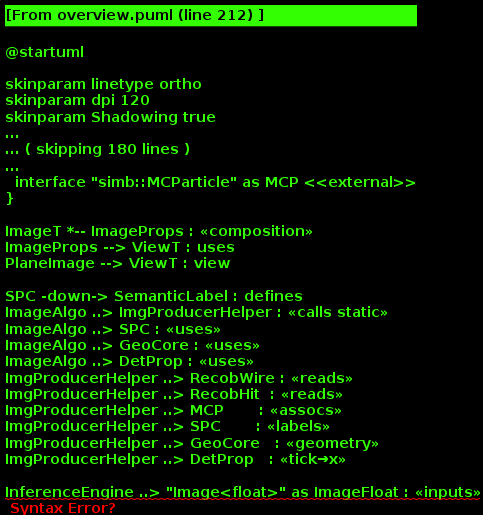 [From overview.puml (line 212) ]
@startuml
skinparam linetype ortho
skinparam dpi 120
skinparam Shadowing true
...
... ( skipping 180 lines )
...
interface "simb::MCParticle" as MCP <<external>>
}
ImageT *-- ImageProps : «composition»
ImageProps --> ViewT : uses
PlaneImage --> ViewT : view
SPC -down-> SemanticLabel : defines
ImageAlgo ..> ImgProducerHelper : «calls static»
ImageAlgo ..> SPC : «uses»
ImageAlgo ..> GeoCore : «uses»
ImageAlgo ..> DetProp : «uses»
ImgProducerHelper ..> RecobWire : «reads»
ImgProducerHelper ..> RecobHit  : «reads»
ImgProducerHelper ..> MCP       : «assocs»
ImgProducerHelper ..> SPC       : «labels»
ImgProducerHelper ..> GeoCore   : «geometry»
ImgProducerHelper ..> DetProp   : «tick→x»
InferenceEngine ..> "Image<float>" as ImageFloat : «inputs»
Syntax Error?